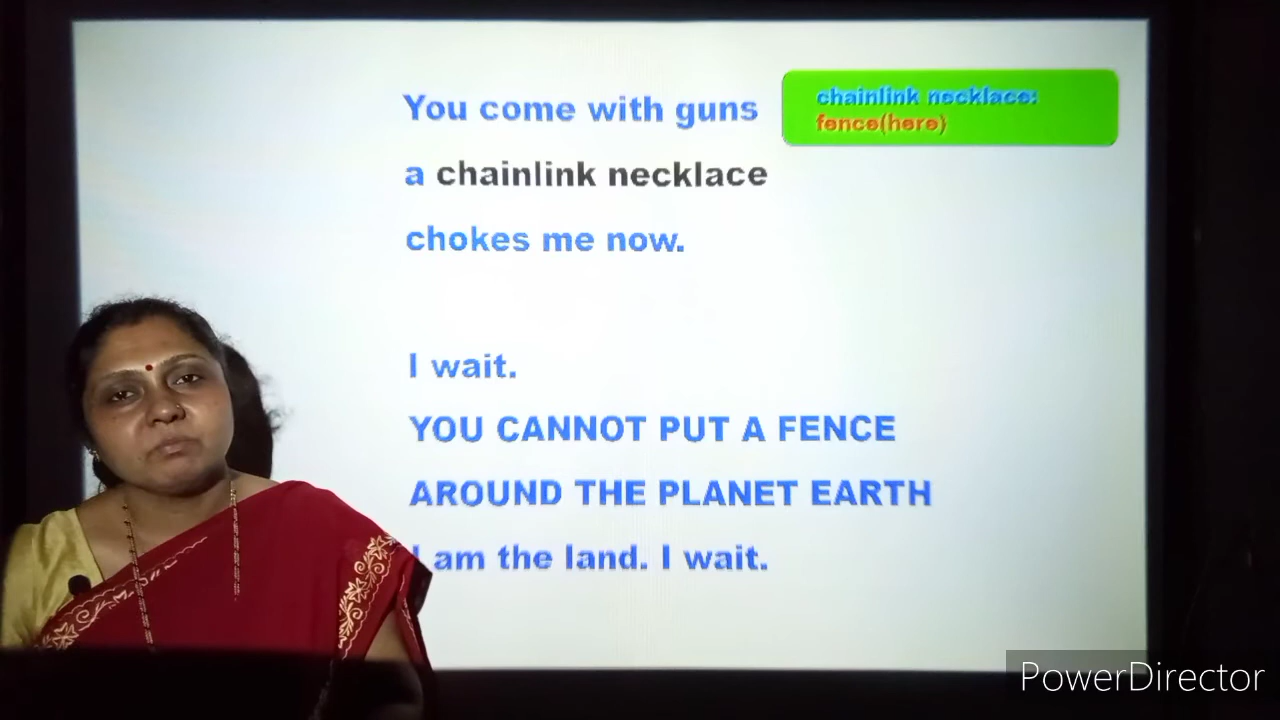 You come with guns
chainlink necklace:
fence(here)
a chainlink necklace
chokes me now.
I wait.
YOU CANNOT PUT A FENCE
AROUND THE PLANET EARTH
I am the land. I wait.
PowerDirector